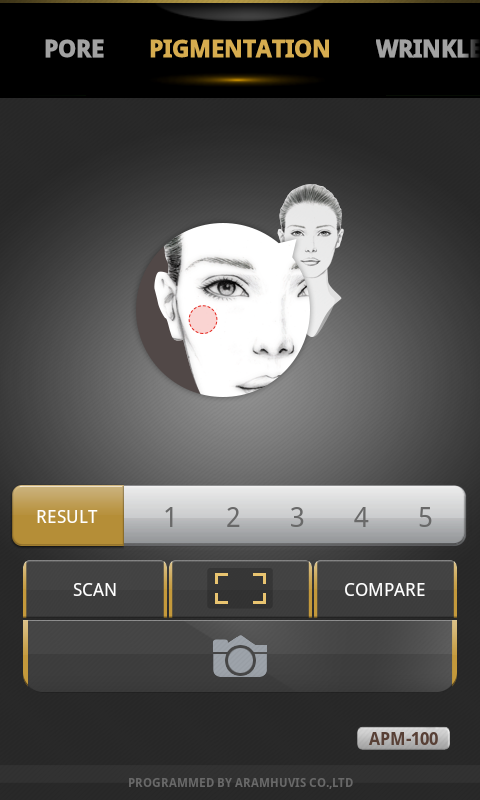 PORE PIGMENTATION WRINKLE
RESULT 1 2 3 4 5
SCAN COMPARE
APM-100
PROGRAMMED BY ARAMHUVIS CO.,LTD